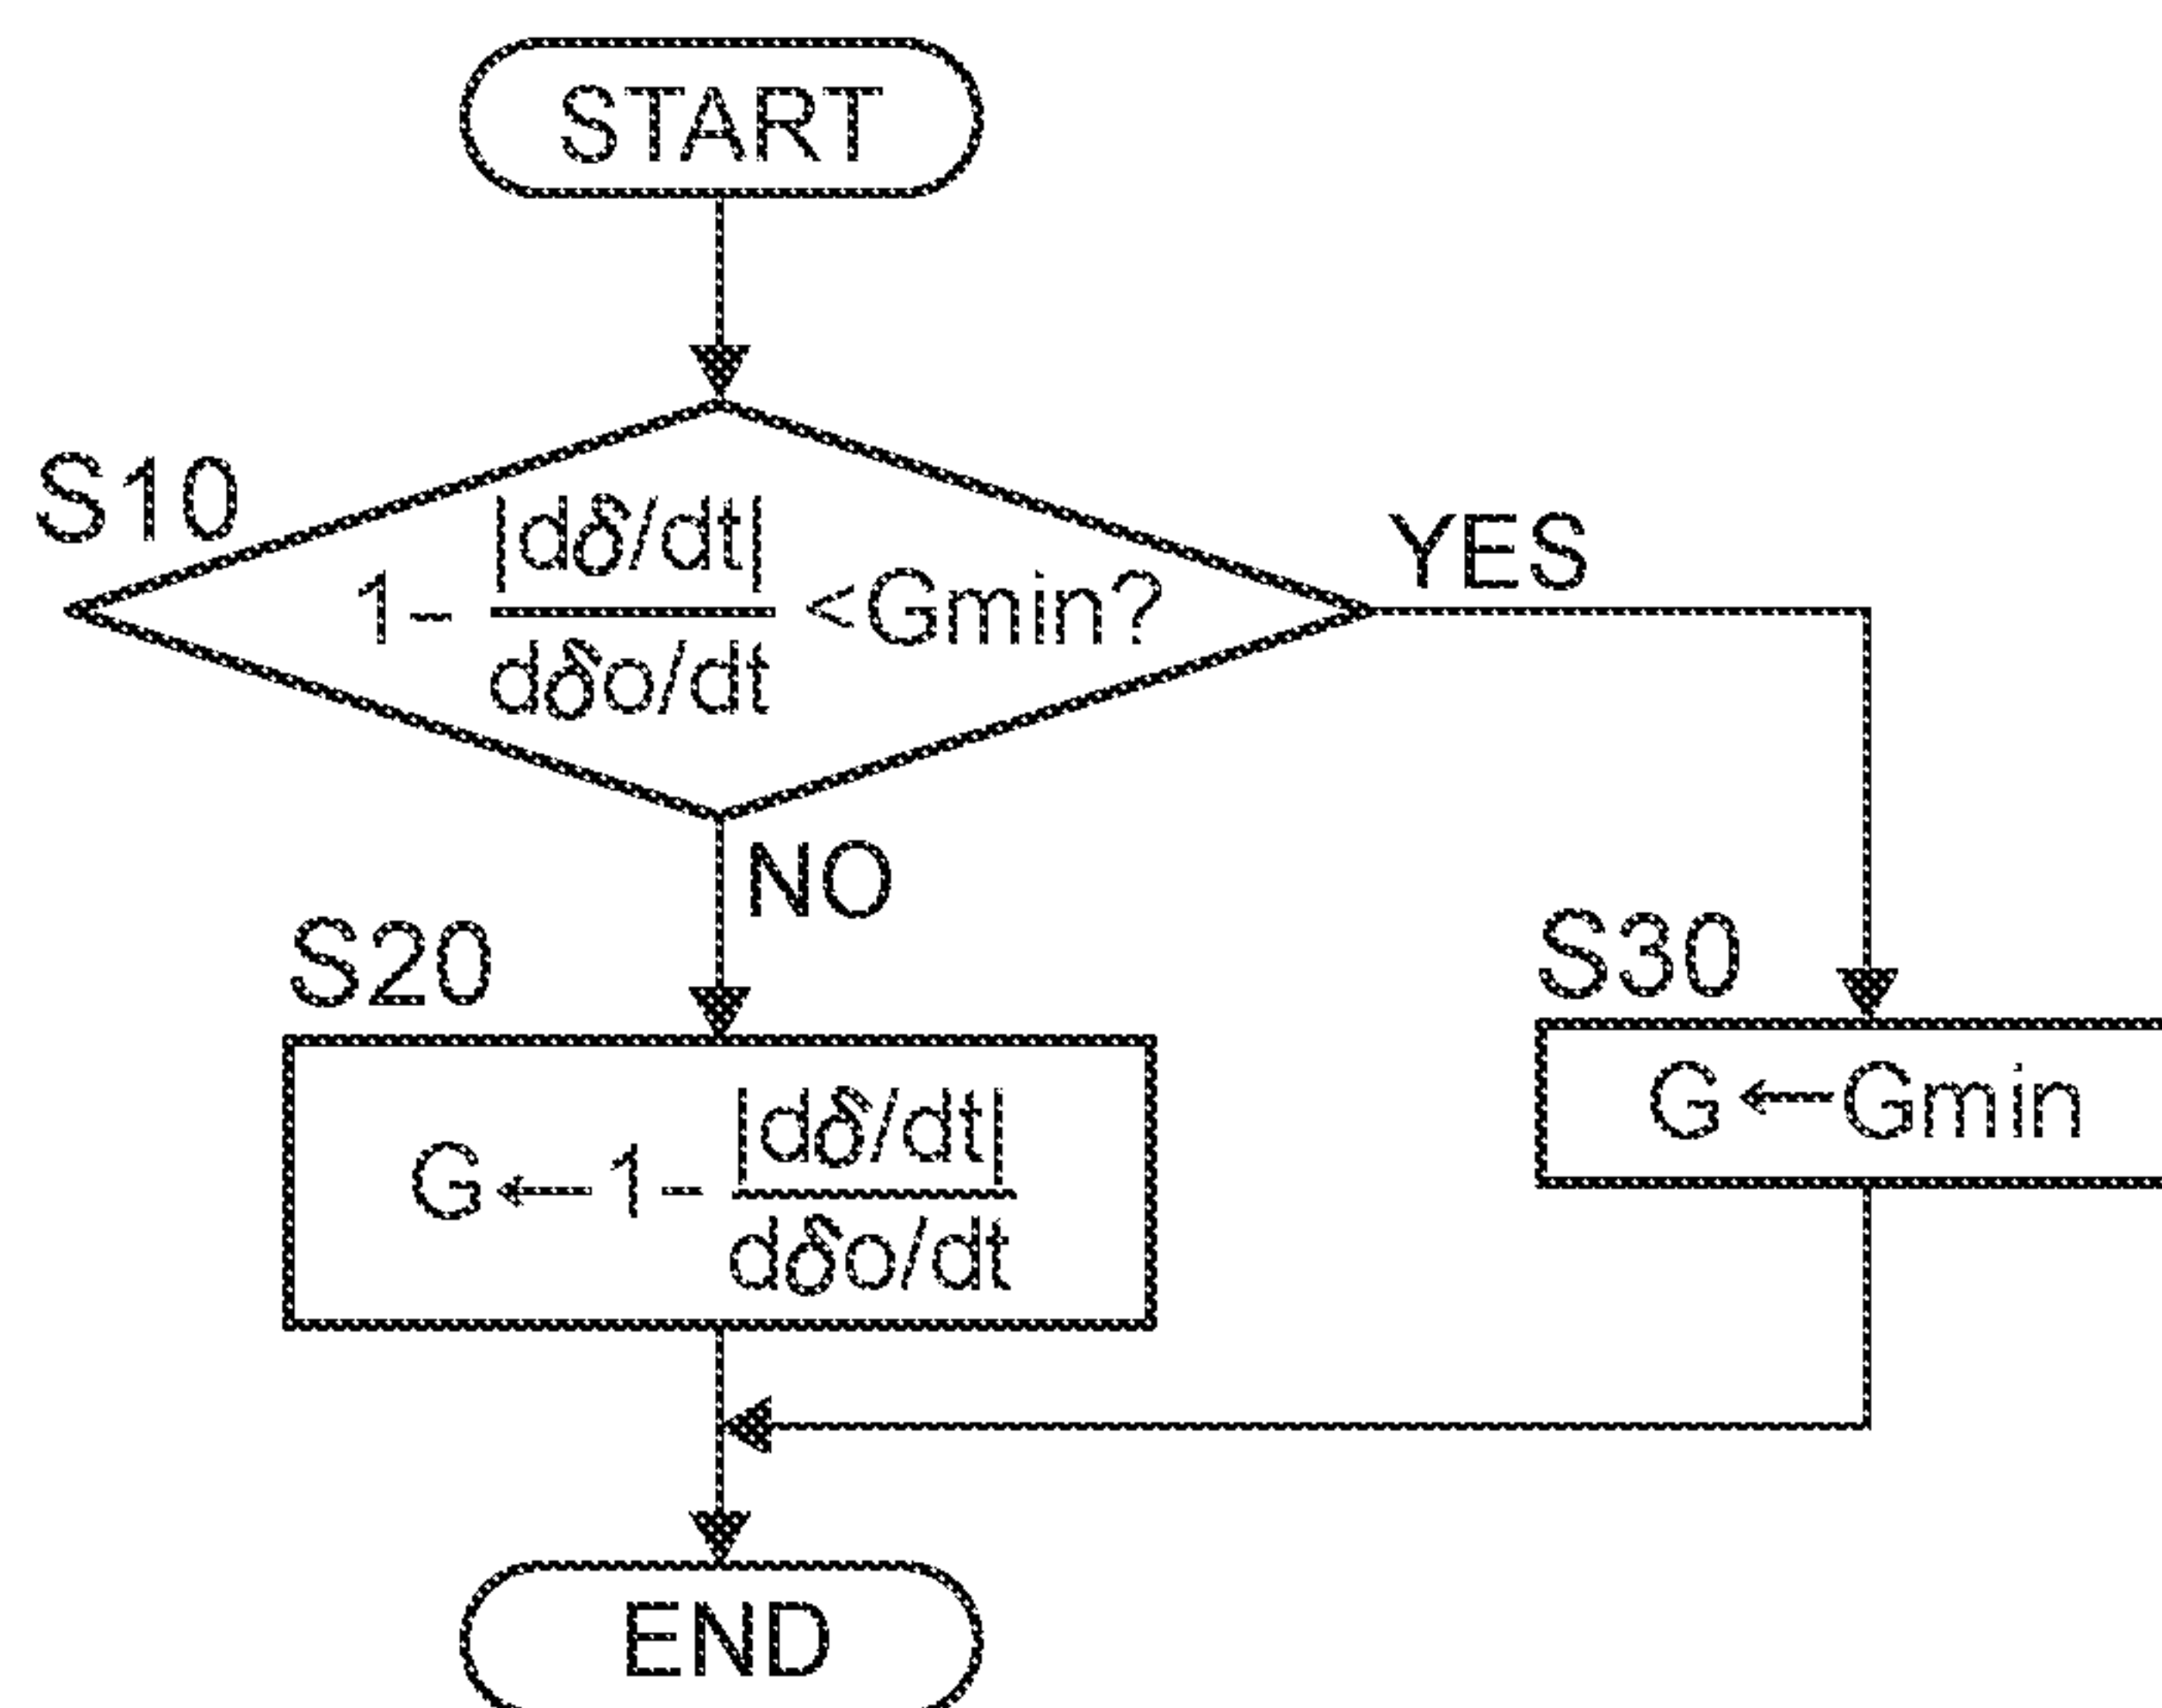 START
S10
1- |dδ/dt| / dδo/dt <Gmin?
YES
NO
S20
S30
G←1- |dδ/dt| / dδo/dt
G←Gmin
END